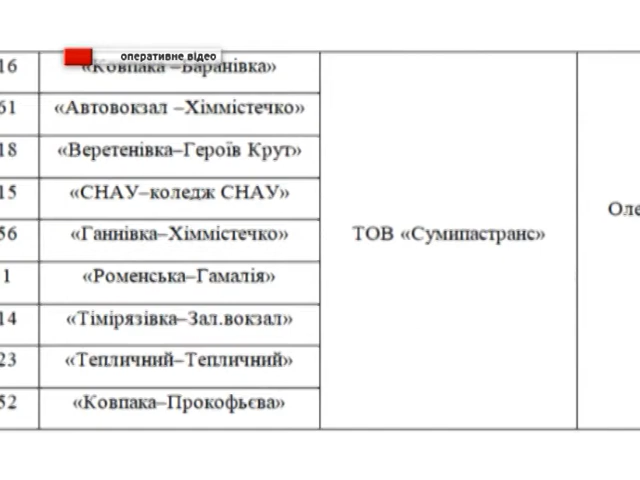 оперативне відео
16 «Ковпака –Баранівка»
61 «Автовокзал –Хіммістечко»
18 «Веретенівка–Героїв Крут»
15 «СНАУ–коледж СНАУ»
Оле
56 «Ганнівка–Хіммістечко» ТОВ «Сумипастранс»
1 «Роменська–Гамалія»
14 «Тімірязівка–Зал.вокзал»
23 «Тепличний–Тепличний»
52 «Ковпака–Прокофьєва»